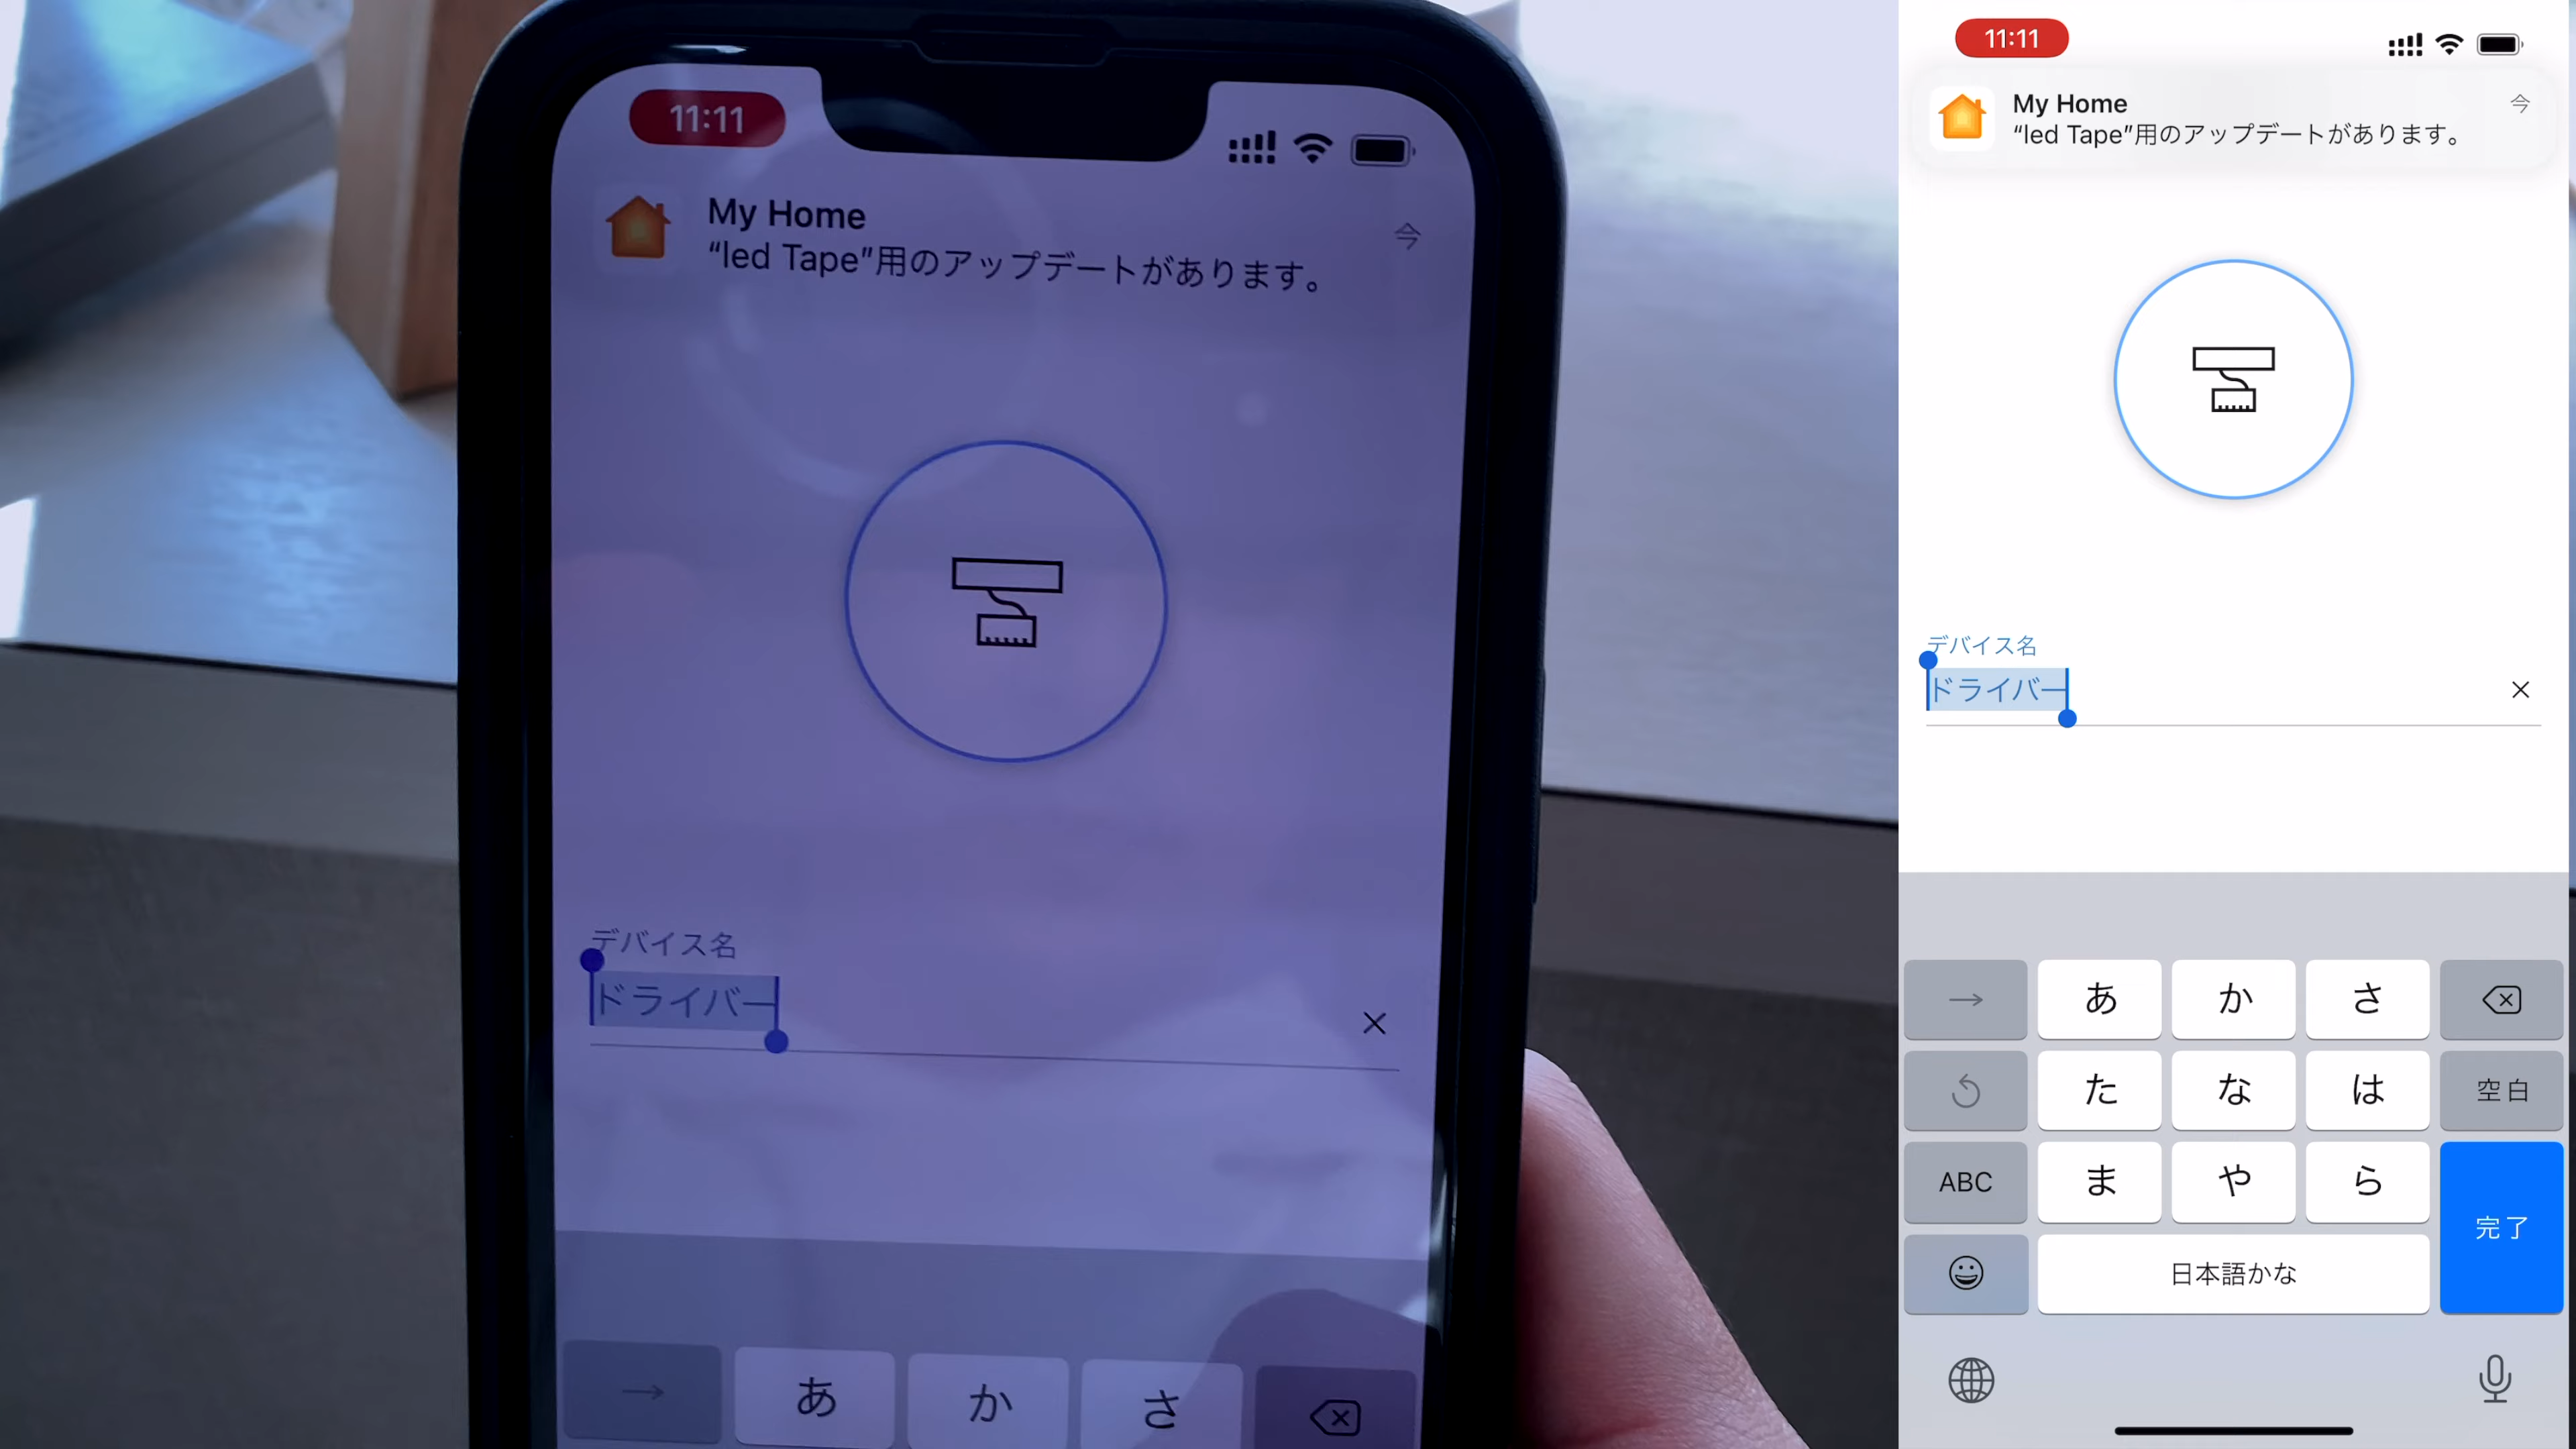 11:11
My Home
今
“led Tape”用のアップデートがあります。
デバイス名
ドライバー
→
あ
か
さ
11:11
My Home
今
“led Tape”用のアップデートがあります。
デバイス名
ドライバー
→
あ
か
さ
た
な
は
空白
ABC
ま
や
ら
完了
日本語かな